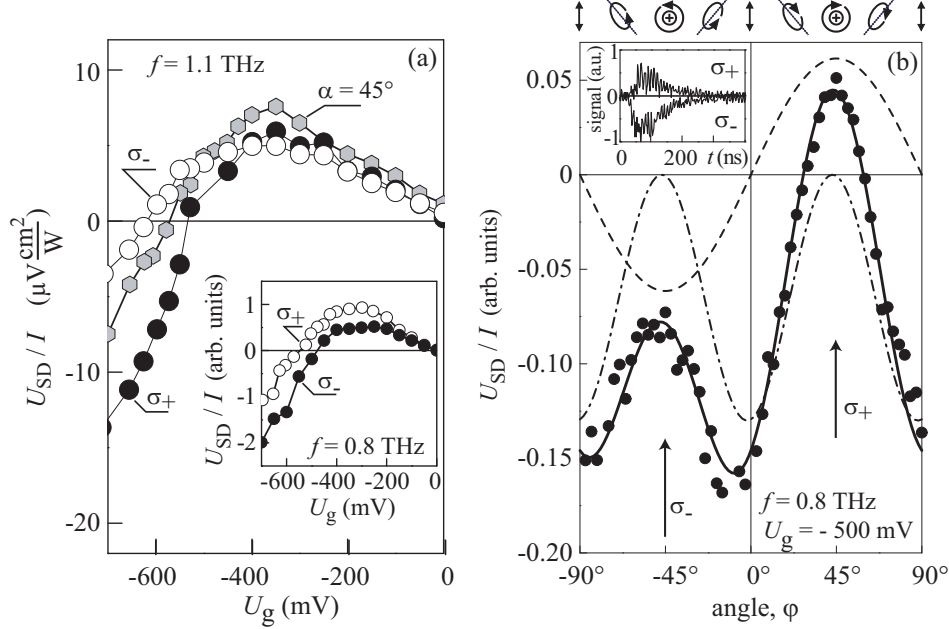 (a)
f = 1.1 THz
α = 45°
σ-
σ+
10
0
-10
-20
U_SD / I (μV cm²/W)
-600
-400
-200
0
U_g (mV)
U_SD / I (arb. units)
1
0
-1
-2
σ+
σ-
f = 0.8 THz
-600
-400
-200
0
U_g (mV)
(b)
signal (a.u.)
1
0
-1
σ+
σ-
0
200
t (ns)
0.05
0
-0.05
-0.10
-0.15
-0.20
U_SD / I (arb. units)
σ+
σ-
f = 0.8 THz
U_g = - 500 mV
-90°
-45°
0°
45°
90°
angle, φ